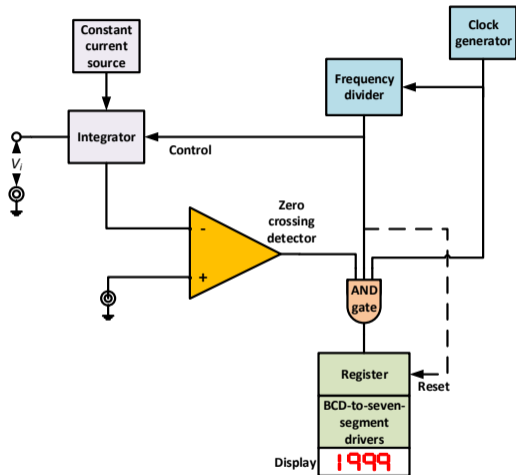 Constant
current
source
Clock
generator
Frequency
divider
Integrator
Control
Vi
Zero
crossing
detector
-
+
AND
gate
Register
Reset
BCD-to-seven-
segment
drivers
Display
1999